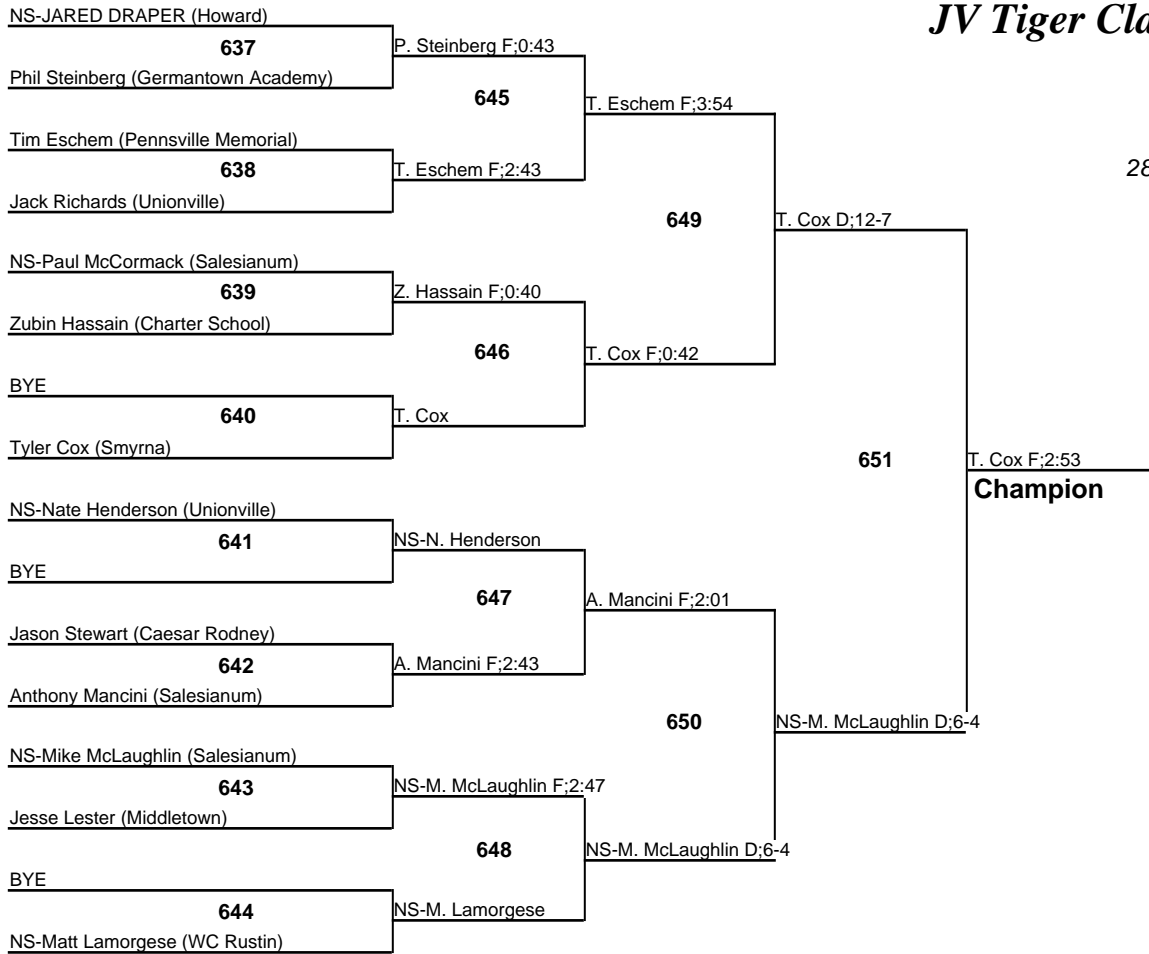 JV Tiger Cla
28
NS-JARED DRAPER (Howard)
637
Phil Steinberg (Germantown Academy)
Tim Eschem (Pennsville Memorial)
638
Jack Richards (Unionville)
NS-Paul McCormack (Salesianum)
639
Zubin Hassain (Charter School)
BYE
640
Tyler Cox (Smyrna)
NS-Nate Henderson (Unionville)
641
BYE
Jason Stewart (Caesar Rodney)
642
Anthony Mancini (Salesianum)
NS-Mike McLaughlin (Salesianum)
643
Jesse Lester (Middletown)
BYE
644
NS-Matt Lamorgese (WC Rustin)
P. Steinberg F;0:43
645
T. Eschem F;2:43
Z. Hassain F;0:40
646
T. Cox
NS-N. Henderson
647
A. Mancini F;2:43
NS-M. McLaughlin F;2:47
648
NS-M. Lamorgese
T. Eschem F;3:54
649
T. Cox F;0:42
A. Mancini F;2:01
650
NS-M. McLaughlin D;6-4
T. Cox D;12-7
651
NS-M. McLaughlin D;6-4
T. Cox F;2:53
Champion